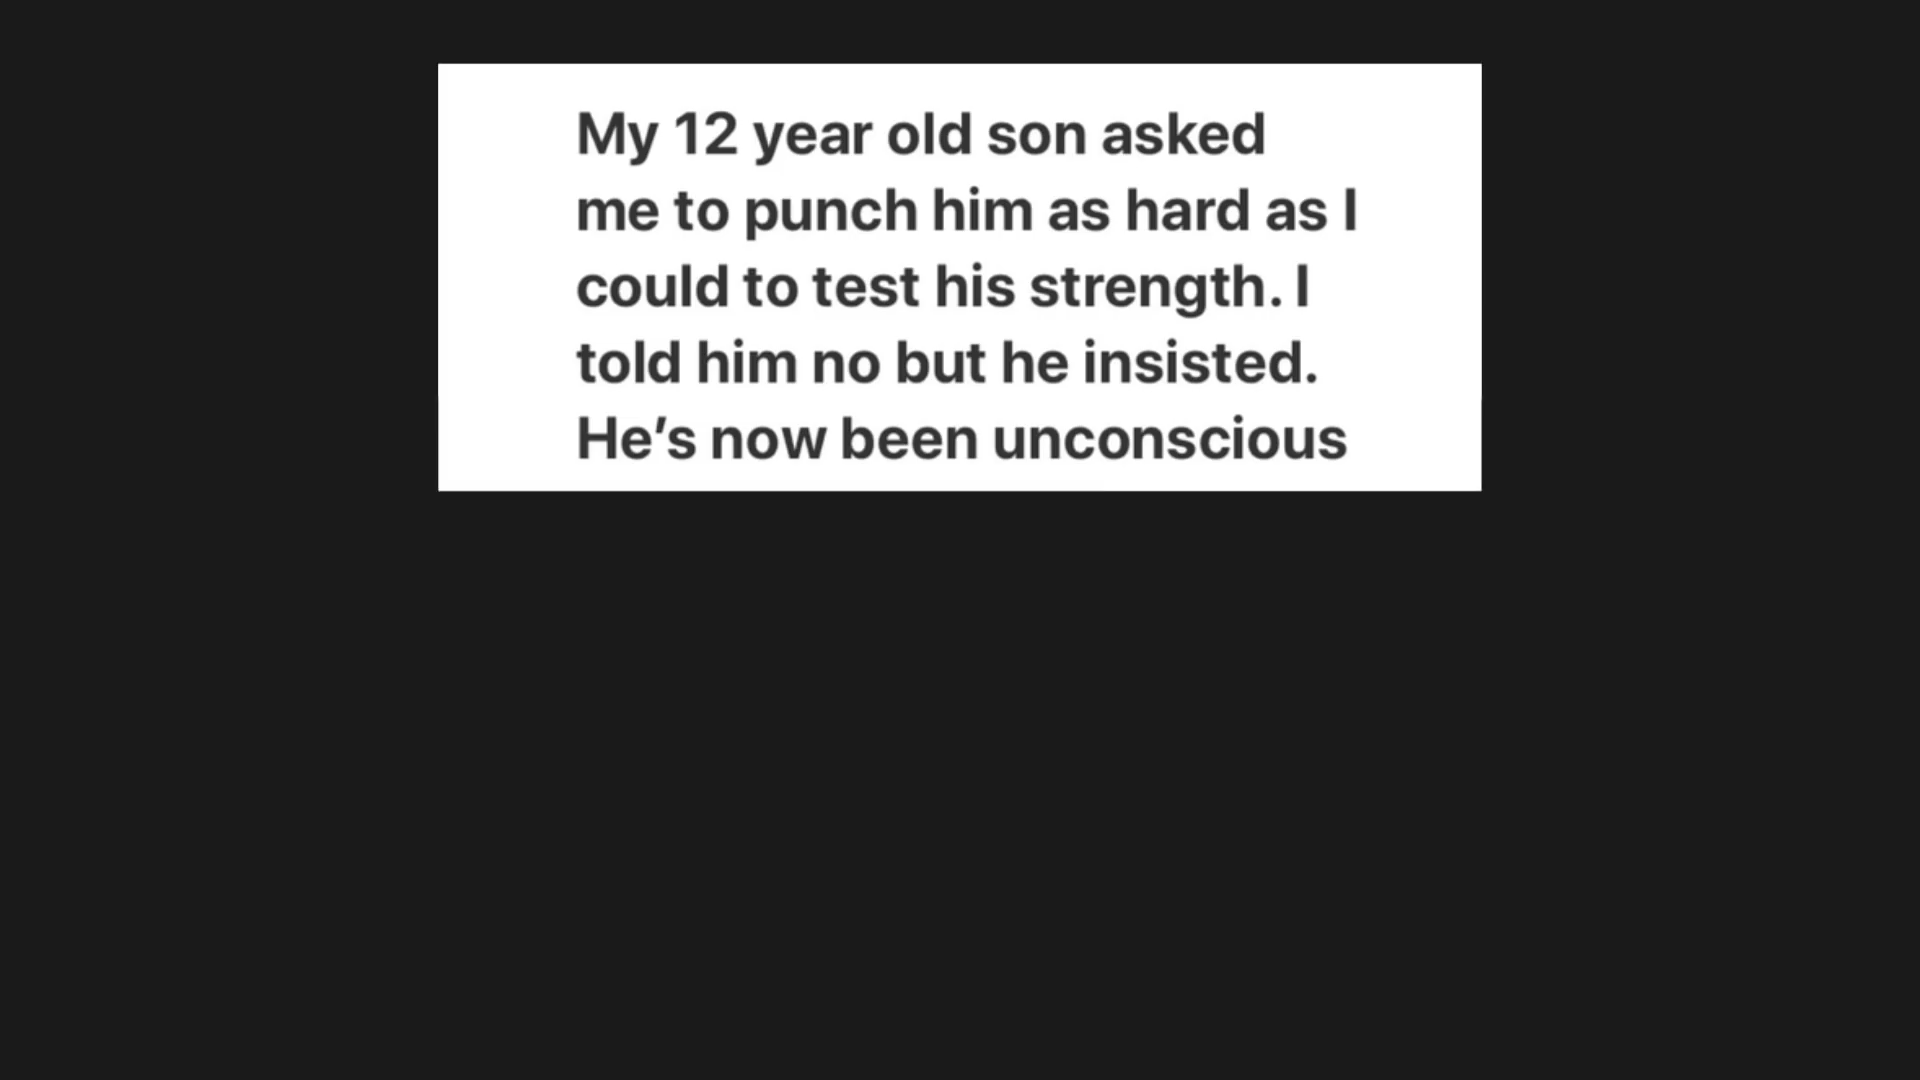 My 12 year old son asked
me to punch him as hard as I
could to test his strength. I
told him no but he insisted.
He’s now been unconscious